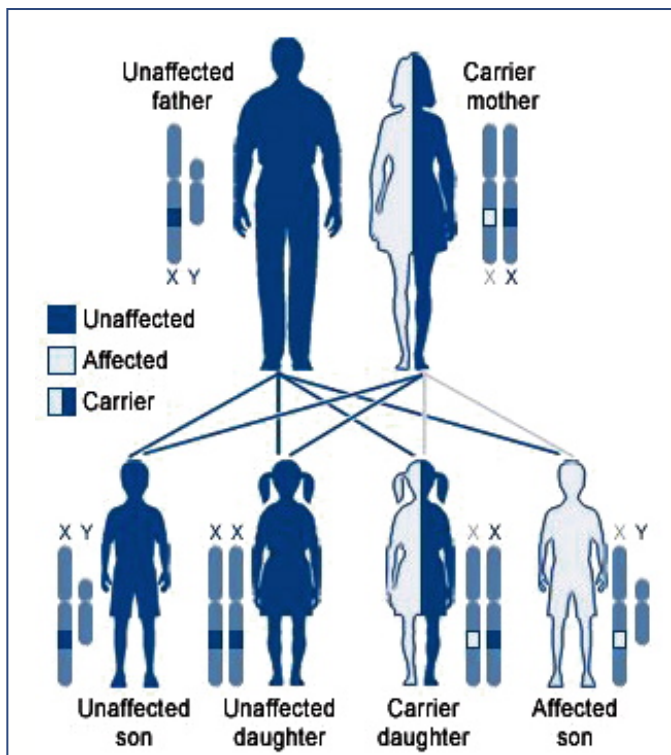 Unaffected
father
Carrier
mother
X Y
X X
Unaffected
Affected
Carrier
X Y
X X
X X
X Y
Unaffected
son
Unaffected
daughter
Carrier
daughter
Affected
son